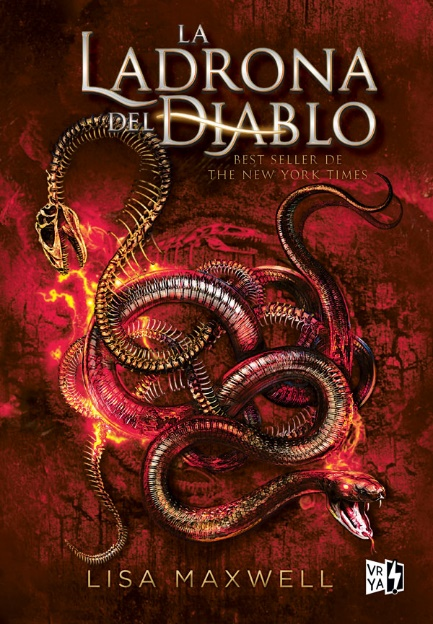 LA
LADRONA
DEL DIABLO
BEST SELLER DE
THE NEW YORK TIMES
LISA MAXWELL
VR
YA